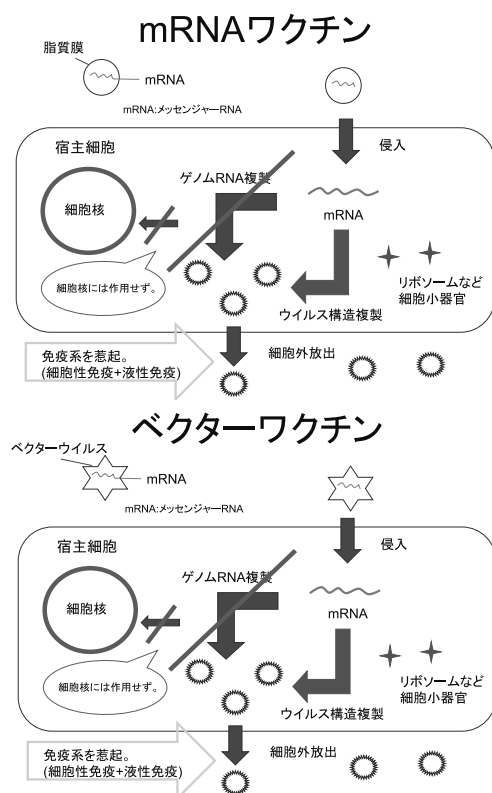 mRNAワクチン
脂質膜
mRNA
mRNA:メッセンジャーRNA
侵入
宿主細胞
ゲノムRNA複製
細胞核
mRNA
細胞核には作用せず。
リボソームなど
細胞小器官
ウイルス構造複製
免疫系を惹起。
(細胞性免疫+液性免疫)
細胞外放出
ベクターワクチン
ベクターウイルス
mRNA
mRNA:メッセンジャーRNA
侵入
宿主細胞
ゲノムRNA複製
細胞核
mRNA
細胞核には作用せず。
リボソームなど
細胞小器官
ウイルス構造複製
免疫系を惹起。
(細胞性免疫+液性免疫)
細胞外放出